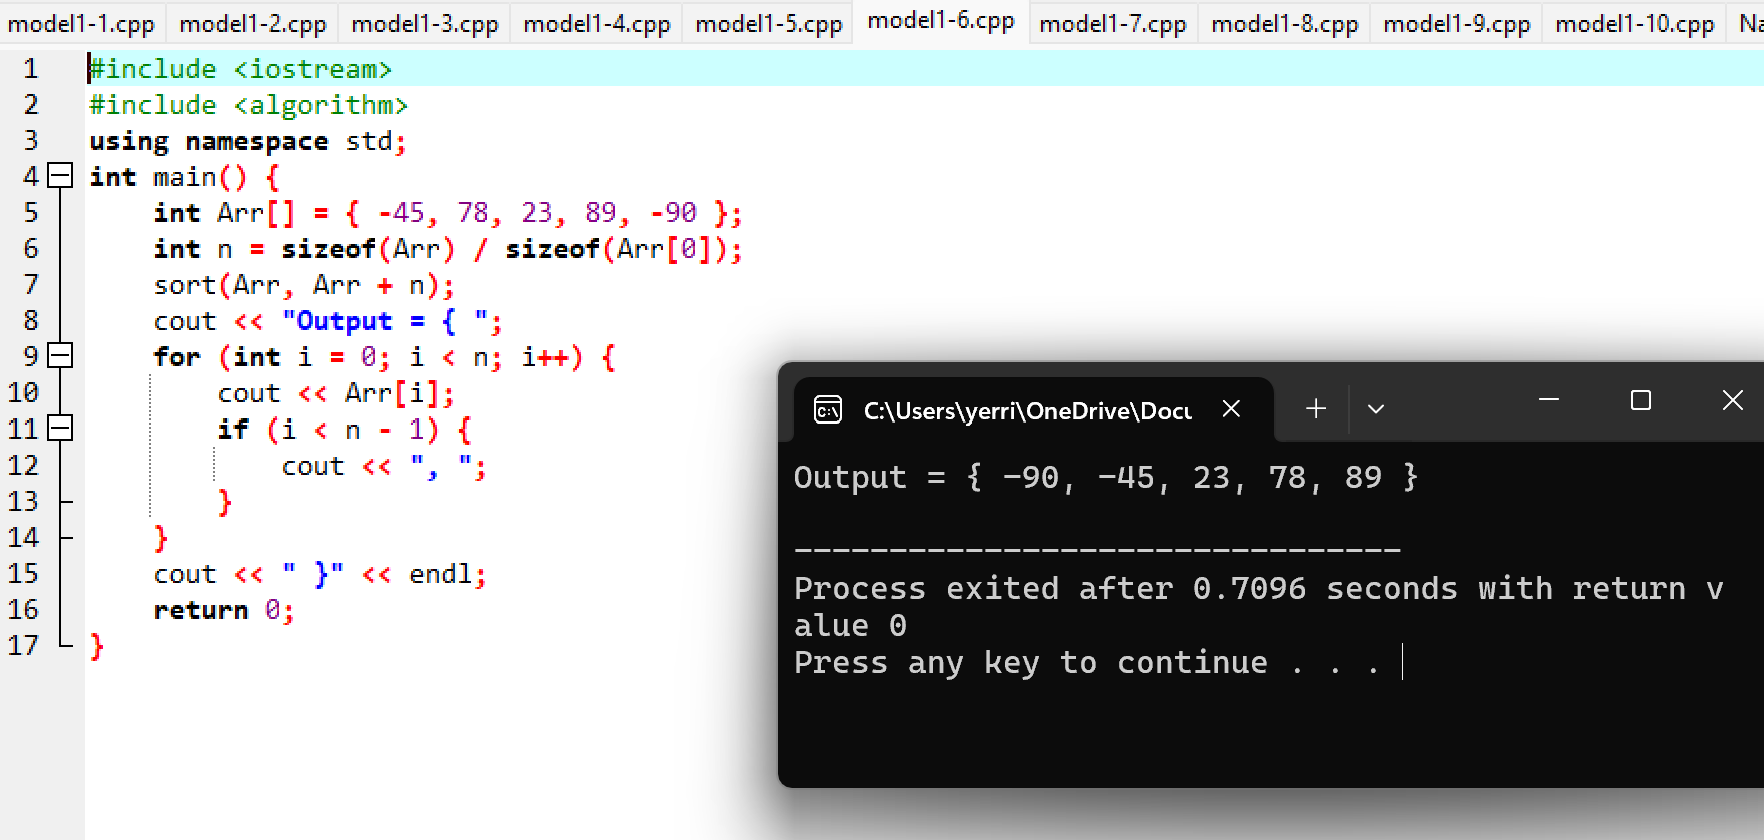 model1-1.cpp model1-2.cpp model1-3.cpp model1-4.cpp model1-5.cpp model1-6.cpp model1-7.cpp model1-8.cpp model1-9.cpp model1-10.cpp
1 #include <iostream>
2 #include <algorithm>
3 using namespace std;
4 int main() {
5 int Arr[] = { -45, 78, 23, 89, -90 };
6 int n = sizeof(Arr) / sizeof(Arr[0]);
7 sort(Arr, Arr + n);
8 cout << "Output = { ";
9 for (int i = 0; i < n; i++) {
10 cout << Arr[i];
11 if (i < n - 1) {
12 cout << ", ";
13 }
14 }
15 cout << " }" << endl;
16 return 0;
17 }
C:\Users\yerri\OneDrive\Docu
Output = { -90, -45, 23, 78, 89 }
--------------------------------
Process exited after 0.7096 seconds with return v
alue 0
Press any key to continue . . .